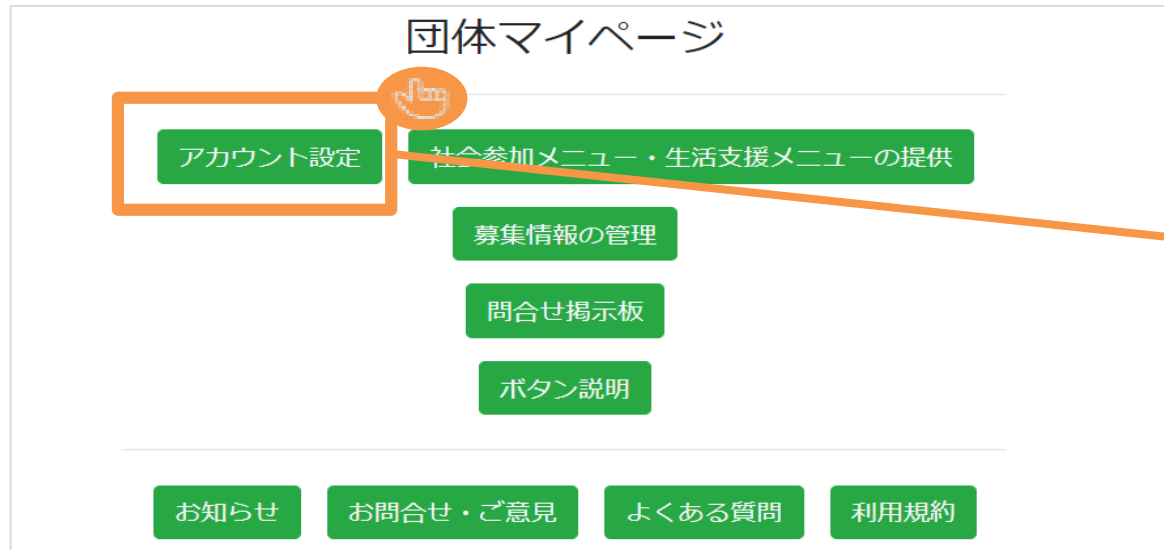 団体マイページ
アカウント設定 社会参加メニュー・生活支援メニューの提供
募集情報の管理
問合せ掲示板
ボタン説明
お知らせ お問合せ・ご意見 よくある質問 利用規約